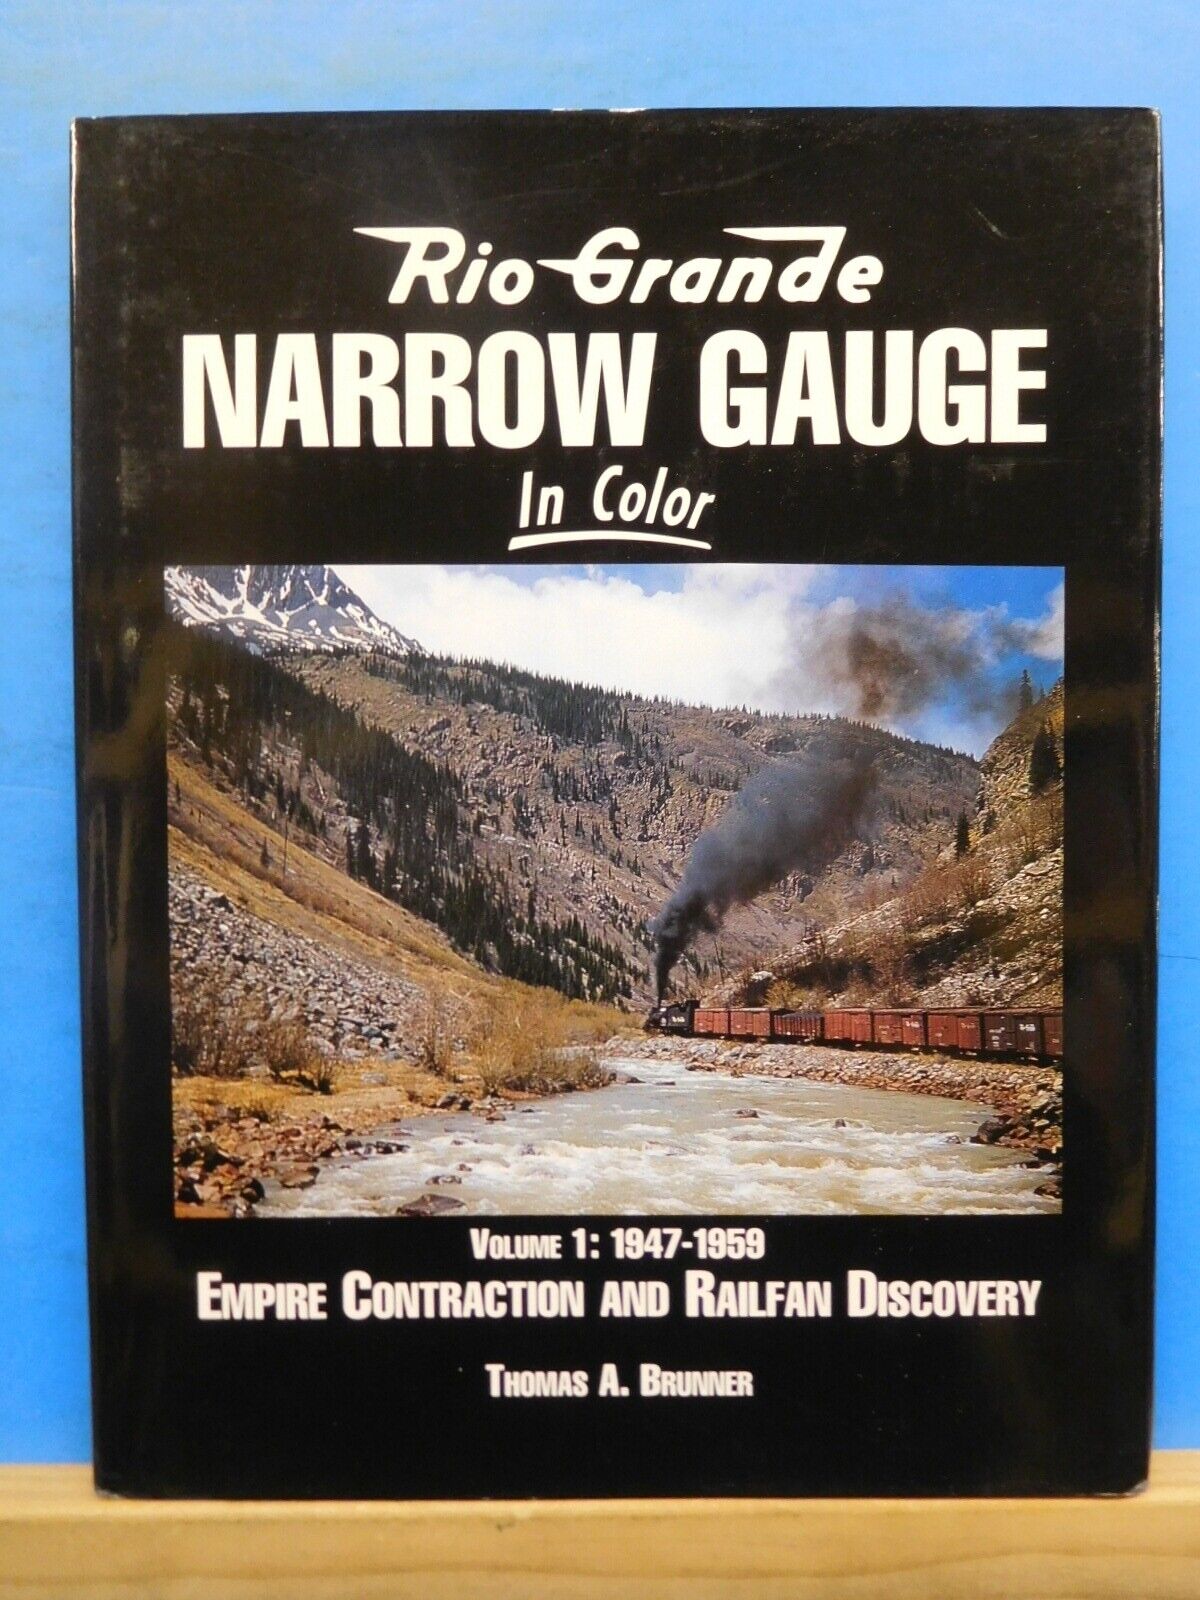 Rio Grande
NARROW GAUGE
In Color
VOLUME 1: 1947-1959
EMPIRE CONTRACTION AND RAILFAN DISCOVERY
THOMAS A. BRUNNER